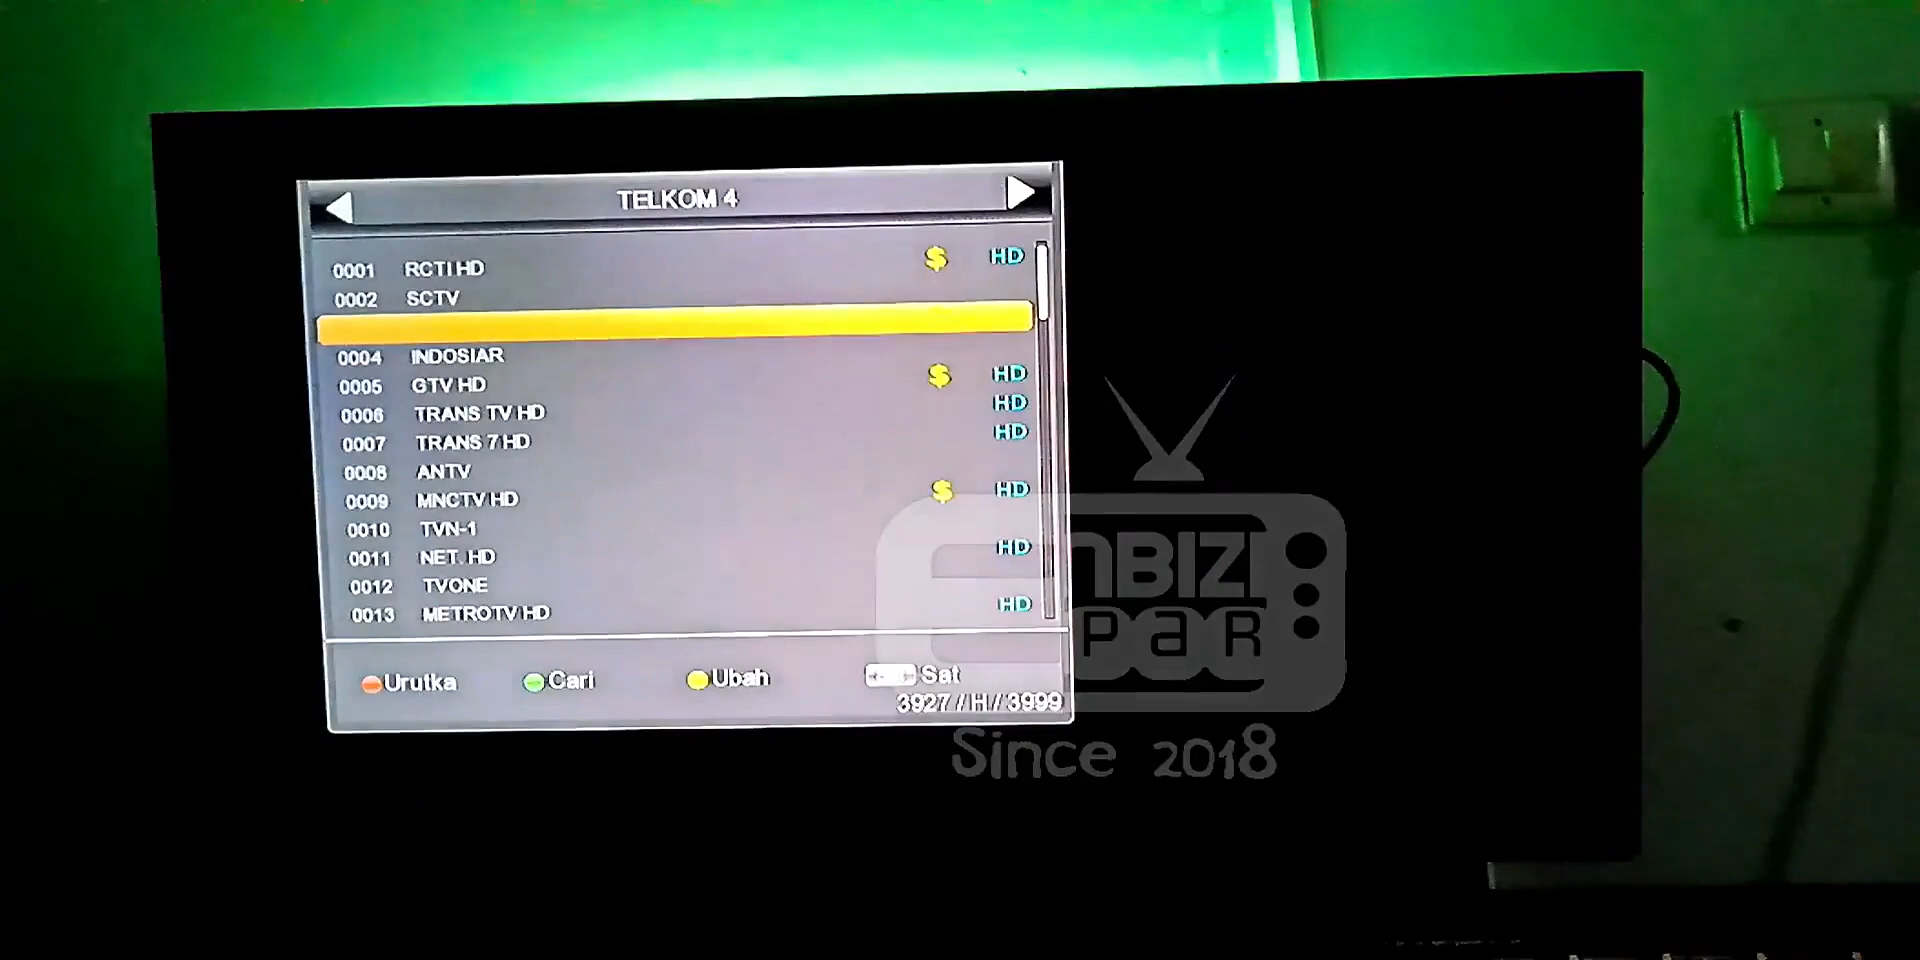 TELKOM 4
0001 RCTI HD $ HD
0002 SCTV
0004 INDOSIAR
0005 GTV HD $ HD
0006 TRANS TV HD HD
0007 TRANS 7 HD HD
0008 ANTV
0009 MNCTV HD $ HD
0010 TVN-1
0011 NET. HD HD
0012 TVONE
0013 METROTV HD HD
Urutka Cari Ubah Sat
3927 // H // 3999
ENBIZI
PAR
Since 2018